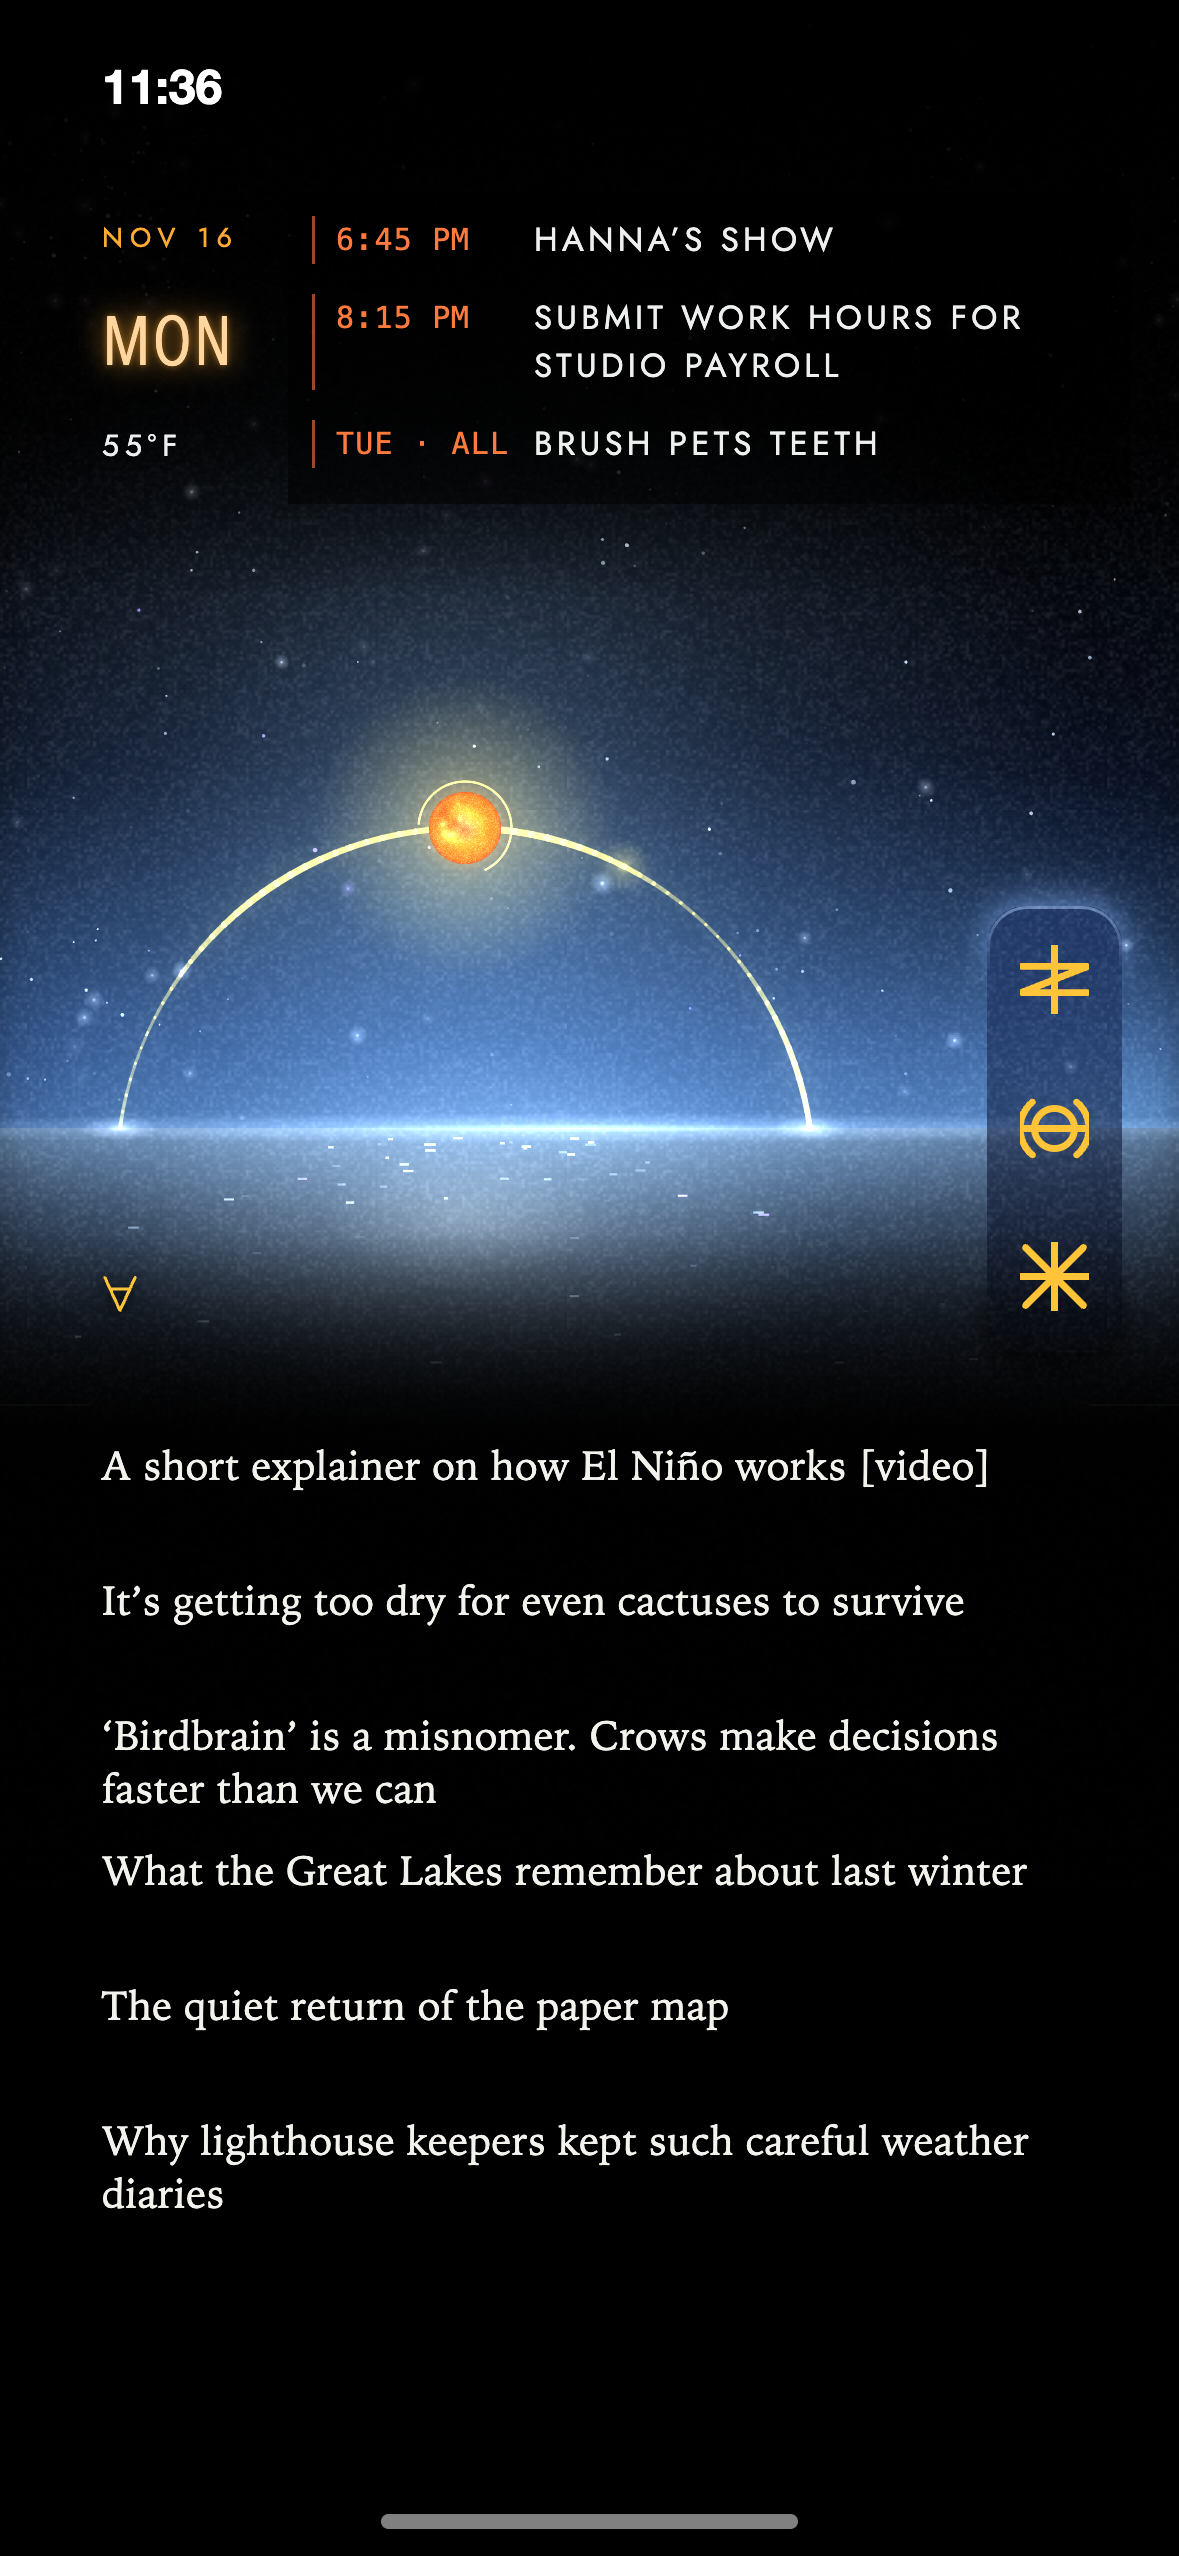 11:36
NOV 16
MON
55°F
6:45 PM HANNA’S SHOW
8:15 PM SUBMIT WORK HOURS FOR
STUDIO PAYROLL
TUE · ALL BRUSH PETS TEETH
A short explainer on how El Niño works [video]
It’s getting too dry for even cactuses to survive
‘Birdbrain’ is a misnomer. Crows make decisions
faster than we can
What the Great Lakes remember about last winter
The quiet return of the paper map
Why lighthouse keepers kept such careful weather
diaries